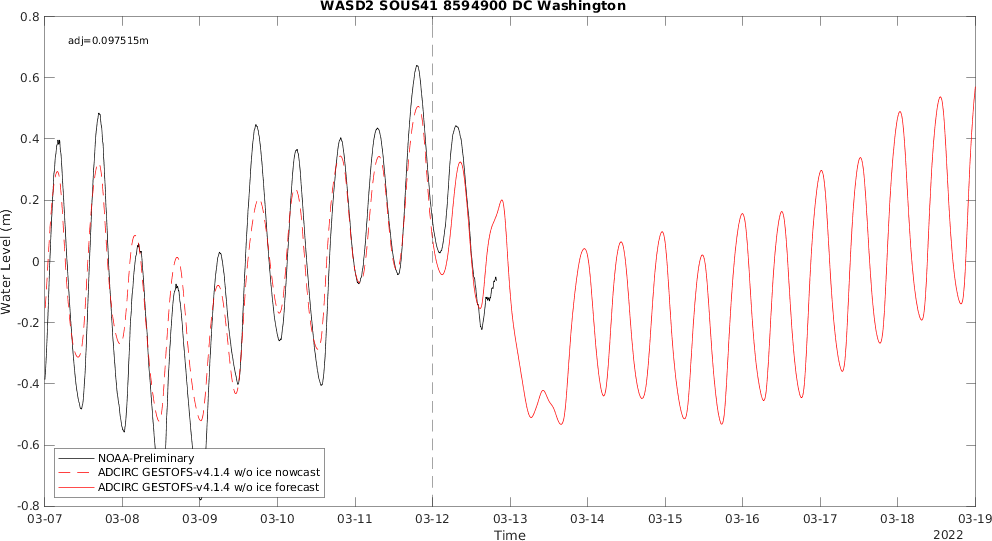 WASD2 SOUS41 8594900 DC Washington
adj=0.097515m
0.8
0.6
0.4
0.2
0
-0.2
-0.4
-0.6
-0.8
Water Level (m)
NOAA-Preliminary
ADCIRC GESTOFS-v4.1.4 w/o ice nowcast
ADCIRC GESTOFS-v4.1.4 w/o ice forecast
03-07 03-08 03-09 03-10 03-11 03-12 03-13 03-14 03-15 03-16 03-17 03-18 03-19
Time
2022